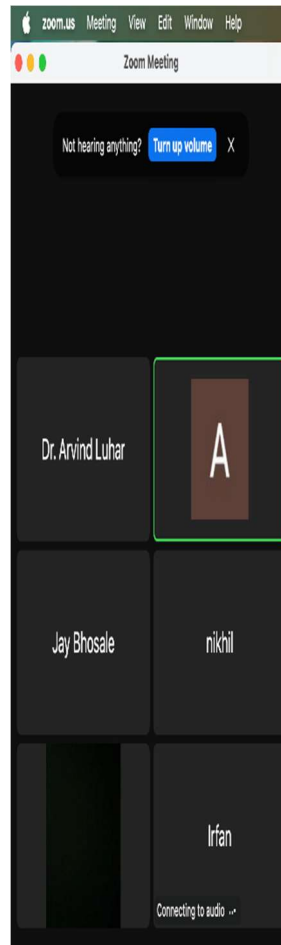 zoom.us Meeting View Edit Window Help
Zoom Meeting
Not hearing anything? Turn up volume X
Dr. Arvind Luhar
A
Jay Bhosale
nikhil
Irfan
Connecting to audio ...